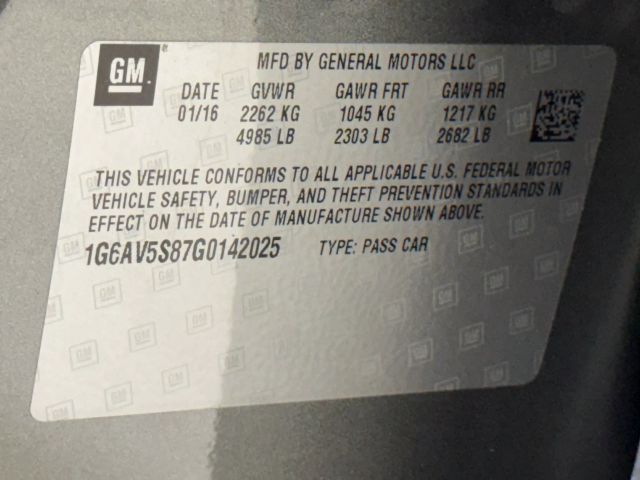 GM
MFD BY GENERAL MOTORS LLC
DATE GVWR GAWR FRT GAWR RR
01/16 2262 KG 1045 KG 1217 KG
4985 LB 2303 LB 2682 LB
THIS VEHICLE CONFORMS TO ALL APPLICABLE U.S. FEDERAL MOTOR
VEHICLE SAFETY, BUMPER, AND THEFT PREVENTION STANDARDS IN
EFFECT ON THE DATE OF MANUFACTURE SHOWN ABOVE.
1G6AV5S87G0142025 TYPE: PASS CAR